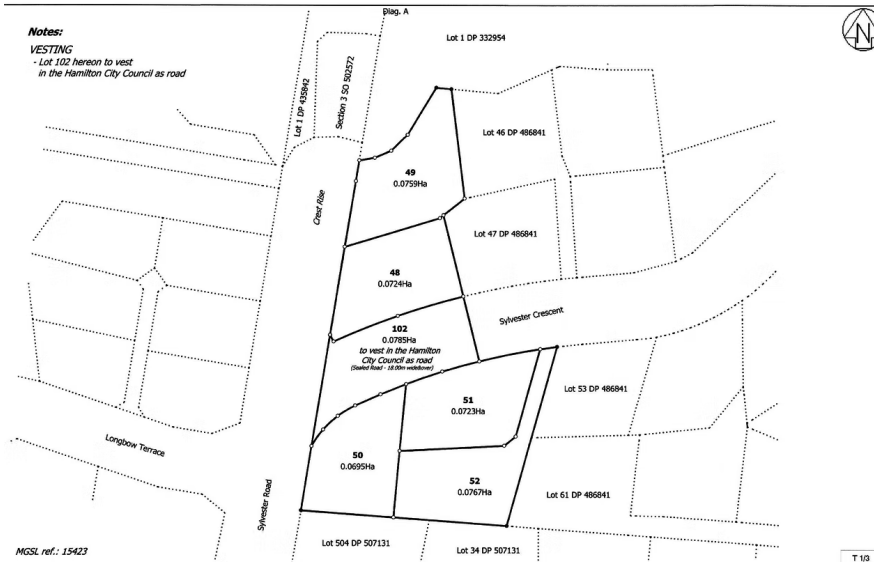 Diag. A
Notes:
VESTING
- Lot 102 hereon to vest
in the Hamilton City Council as road
Lot 1 DP 332954
N
Lot 1 DP 435842
Section 3 SO 502572
Lot 46 DP 486841
49
0.0759Ha
Crest Rise
Lot 47 DP 486841
48
0.0724Ha
Sylvester Crescent
102
0.0785Ha
to vest in the Hamilton
City Council as road
(Sealed Road - 18.00m wide&over)
51
0.0723Ha
Lot 53 DP 486841
Longbow Terrace
50
0.0695Ha
52
0.0767Ha
Lot 61 DP 486841
Sylvester Road
Lot 504 DP 507131
Lot 34 DP 507131
MGSL ref.: 15423
T 1/3